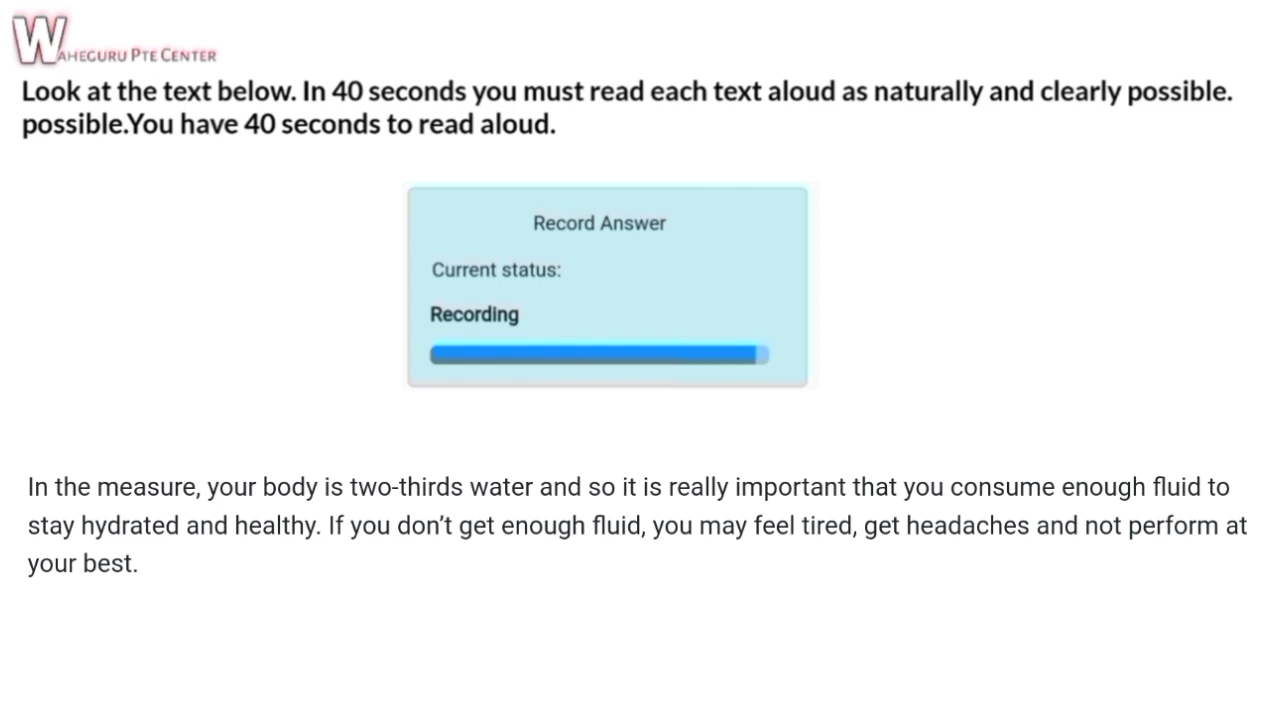 WAHEGURU PTE CENTER
Look at the text below. In 40 seconds you must read each text aloud as naturally and clearly possible.
possible.You have 40 seconds to read aloud.
Record Answer
Current status:
Recording
In the measure, your body is two-thirds water and so it is really important that you consume enough fluid to
stay hydrated and healthy. If you don’t get enough fluid, you may feel tired, get headaches and not perform at
your best.